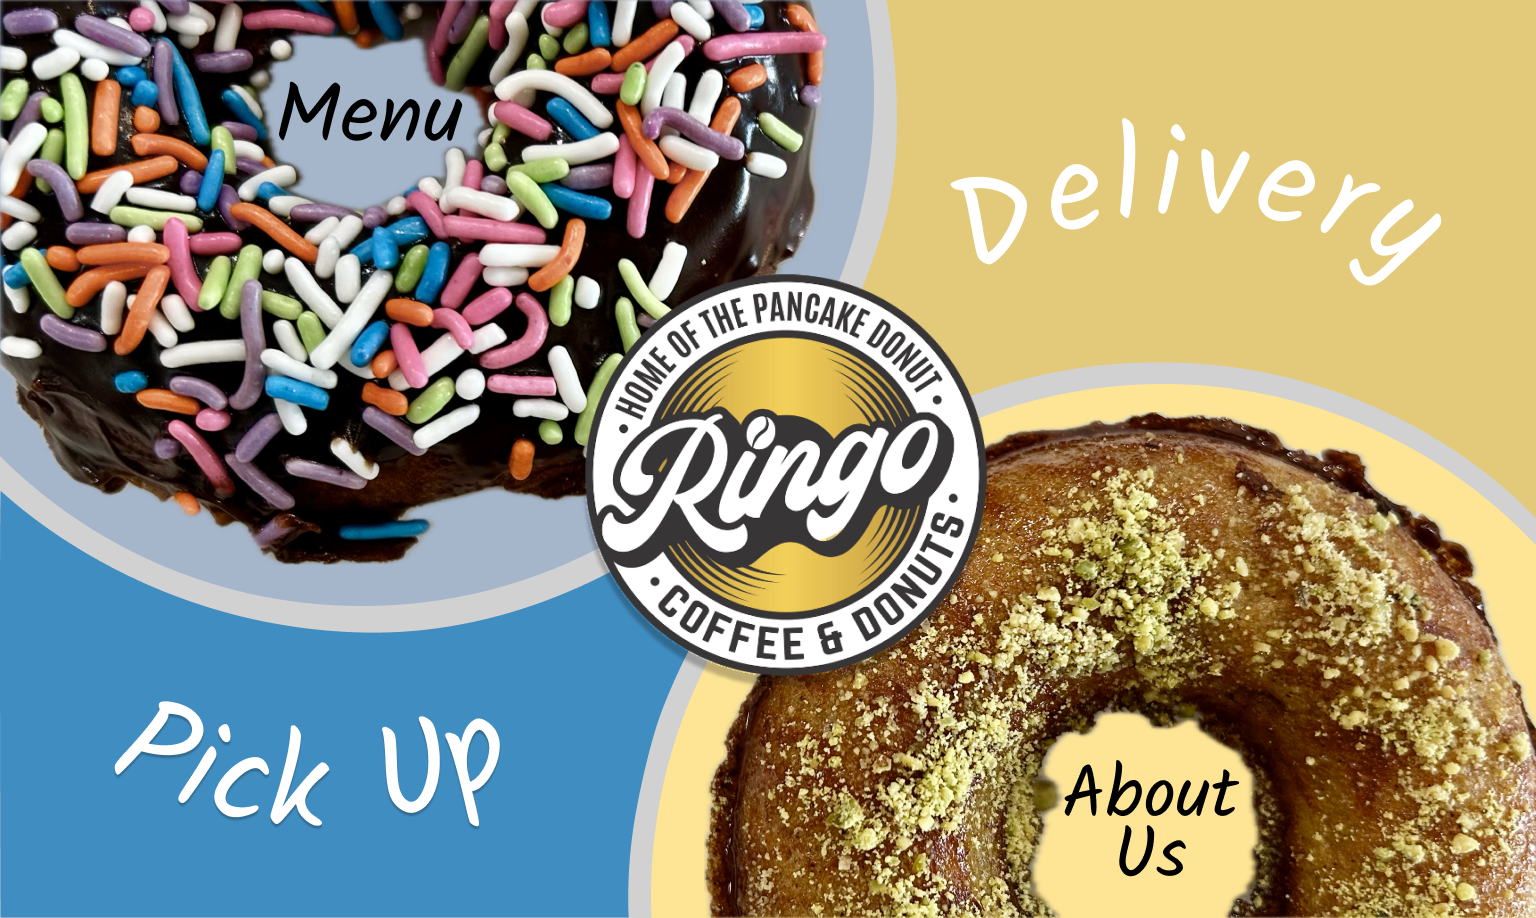 Menu
Delivery
· HOME OF THE PANCAKE DONUT ·
Ringo
· COFFEE & DONUTS ·
Pick Up
About
Us